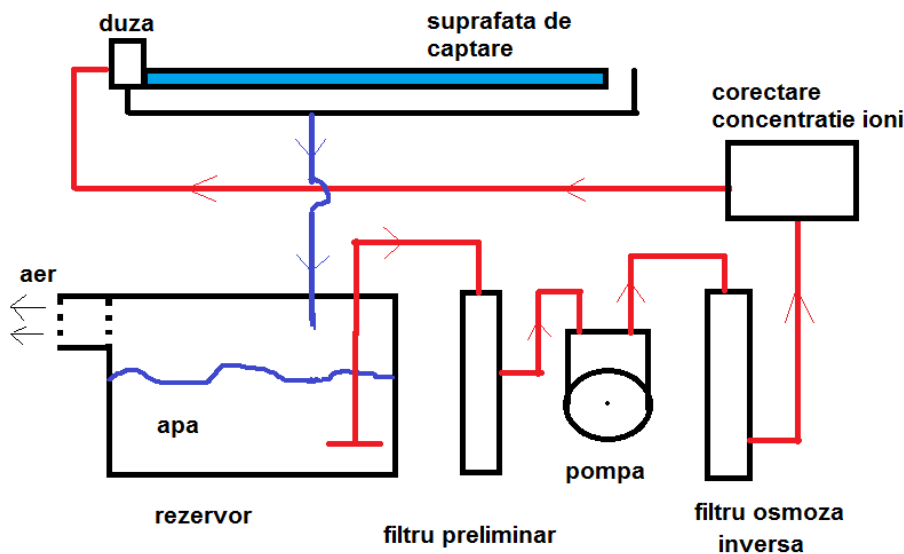 duza
suprafata de
captare
corectare
concentratie ioni
aer
apa
rezervor
filtru preliminar
pompa
filtru osmoza
inversa